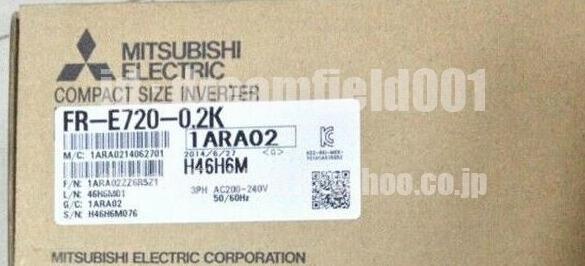 MITSUBISHI
ELECTRIC
COMPACT SIZE INVERTER
FR-E720-0.2K
1ARA02
M/C: 1ARA0214062701
2014/6/27
H46H6M
L/N: 46H6M01
G/C: 1ARA02
S/N: H46H6M076
3PH AC200-240V
50/60Hz
MITSUBISHI ELECTRIC CORPORATION